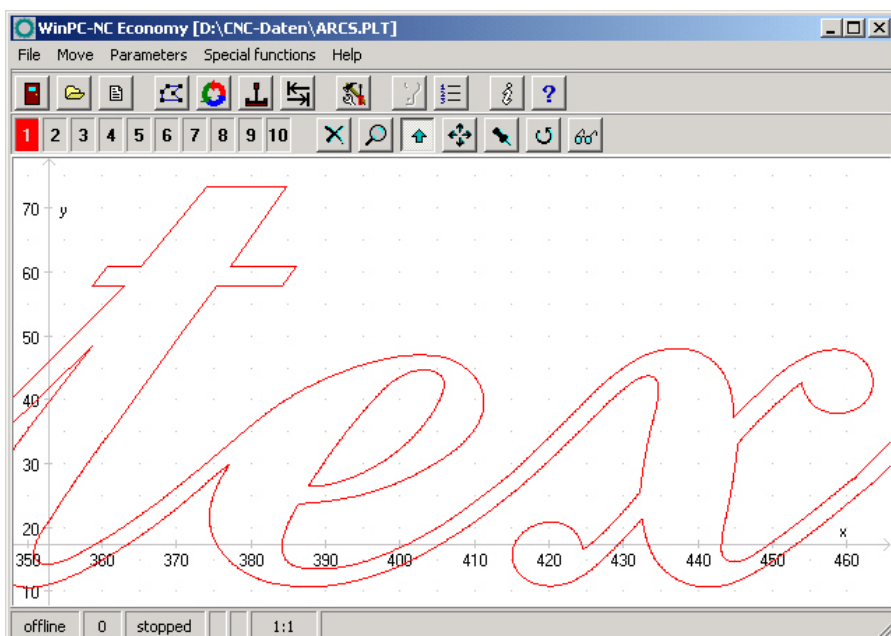 WinPC-NC Economy [D:\CNC-Daten\ARCS.PLT]
File Move Parameters Special functions Help
1 2 3 4 5 6 7 8 9 10
y
70
60
50
40
30
20
10
x
350 360 370 380 390 400 410 420 430 440 450 460
tex
offline 0 stopped 1:1